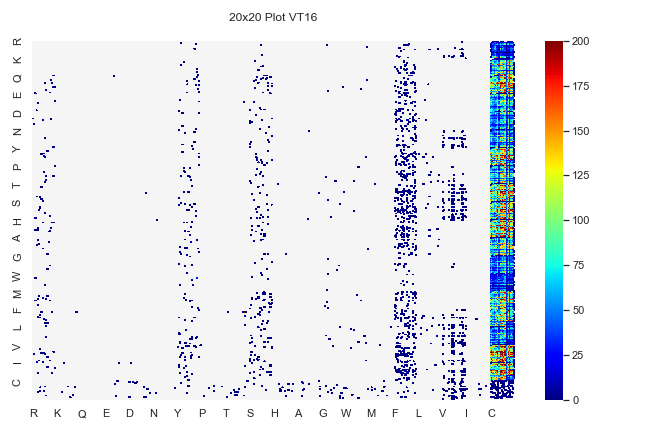 20x20 Plot VT16
R
K
Q
E
D
N
Y
P
T
S
H
A
G
W
M
F
L
V
I
C
R K Q E D N Y P T S H A G W M F L V I C
200
175
150
125
100
75
50
25
0